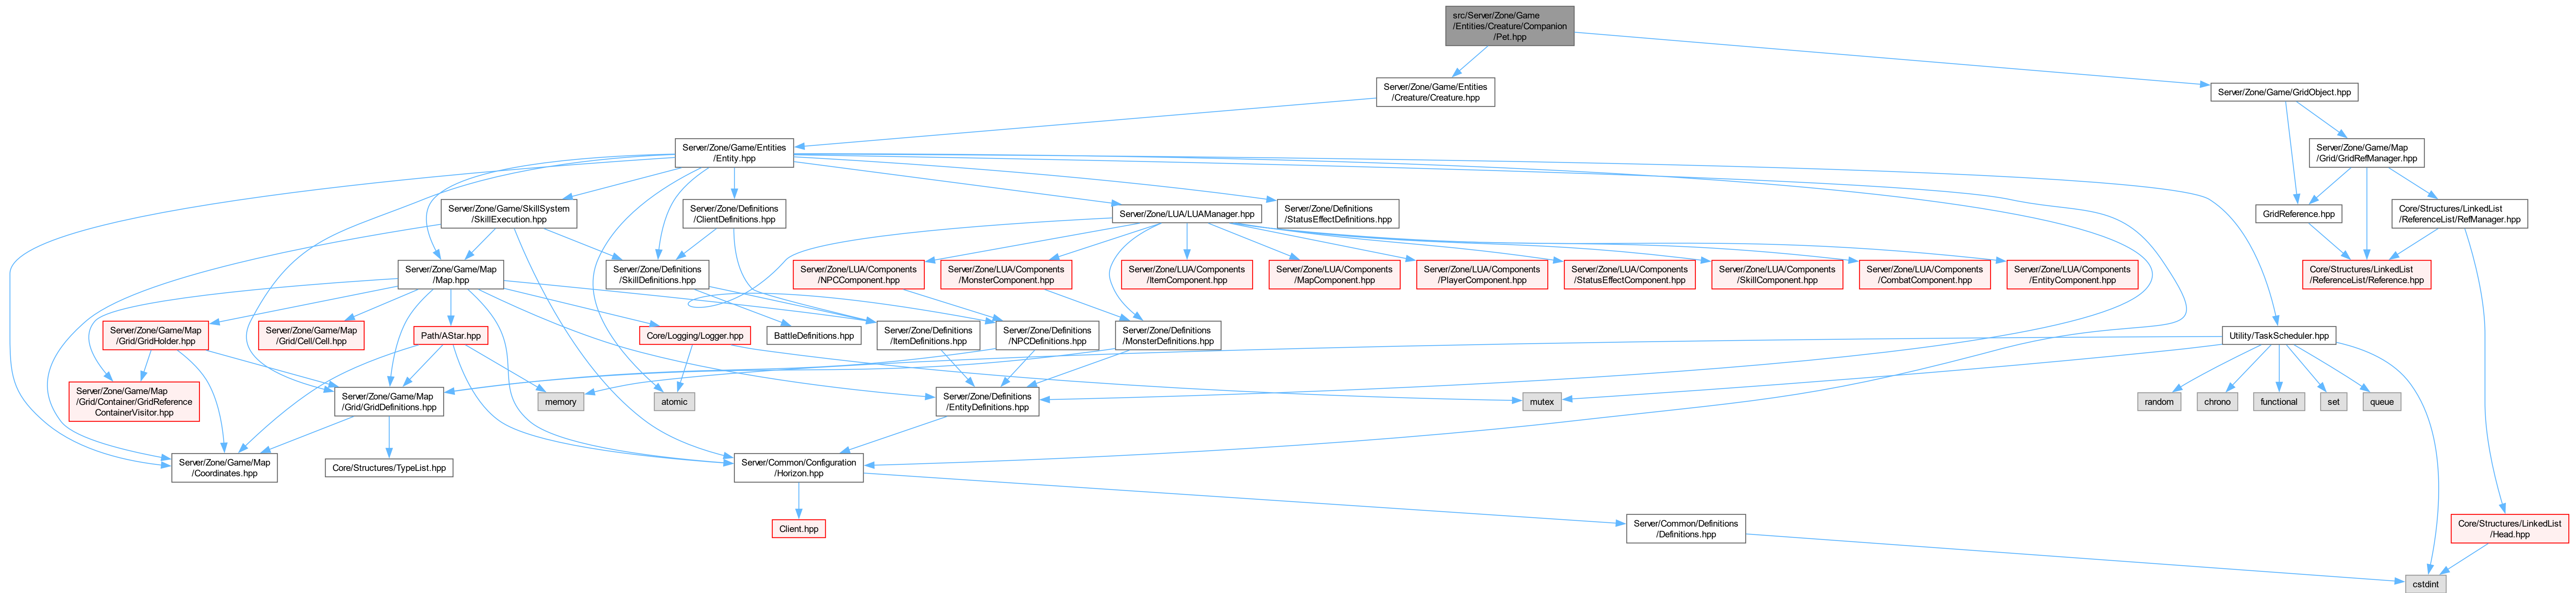 src/Server/Zone/Game
/Entities/Creature/Companion
/Pet.hpp
Server/Zone/Game/Entities
/Creature/Creature.hpp
Server/Zone/Game/GridObject.hpp
Server/Zone/Game/Entities
/Entity.hpp
Server/Zone/Game/Map
/Grid/GridRefManager.hpp
Server/Zone/Game/SkillSystem
/SkillExecution.hpp
Server/Zone/Definitions
/ClientDefinitions.hpp
Server/Zone/LUA/LUAManager.hpp
Server/Zone/Definitions
/StatusEffectDefinitions.hpp
GridReference.hpp
Core/Structures/LinkedList
/ReferenceList/RefManager.hpp
Server/Zone/Game/Map
/Map.hpp
Server/Zone/Definitions
/SkillDefinitions.hpp
Server/Zone/LUA/Components
/NPCComponent.hpp
Server/Zone/LUA/Components
/MonsterComponent.hpp
Server/Zone/LUA/Components
/ItemComponent.hpp
Server/Zone/LUA/Components
/MapComponent.hpp
Server/Zone/LUA/Components
/PlayerComponent.hpp
Server/Zone/LUA/Components
/StatusEffectComponent.hpp
Server/Zone/LUA/Components
/SkillComponent.hpp
Server/Zone/LUA/Components
/CombatComponent.hpp
Server/Zone/LUA/Components
/EntityComponent.hpp
Core/Structures/LinkedList
/ReferenceList/Reference.hpp
Server/Zone/Game/Map
/Grid/GridHolder.hpp
Server/Zone/Game/Map
/Grid/Cell/Cell.hpp
Path/AStar.hpp
Core/Logging/Logger.hpp
BattleDefinitions.hpp
Server/Zone/Definitions
/ItemDefinitions.hpp
Server/Zone/Definitions
/NPCDefinitions.hpp
Server/Zone/Definitions
/MonsterDefinitions.hpp
Utility/TaskScheduler.hpp
Server/Zone/Game/Map
/Grid/Container/GridReference
ContainerVisitor.hpp
Server/Zone/Game/Map
/Grid/GridDefinitions.hpp
memory
atomic
Server/Zone/Definitions
/EntityDefinitions.hpp
mutex
random
chrono
functional
set
queue
Server/Zone/Game/Map
/Coordinates.hpp
Core/Structures/TypeList.hpp
Server/Common/Configuration
/Horizon.hpp
Client.hpp
Server/Common/Definitions
/Definitions.hpp
Core/Structures/LinkedList
/Head.hpp
cstdint